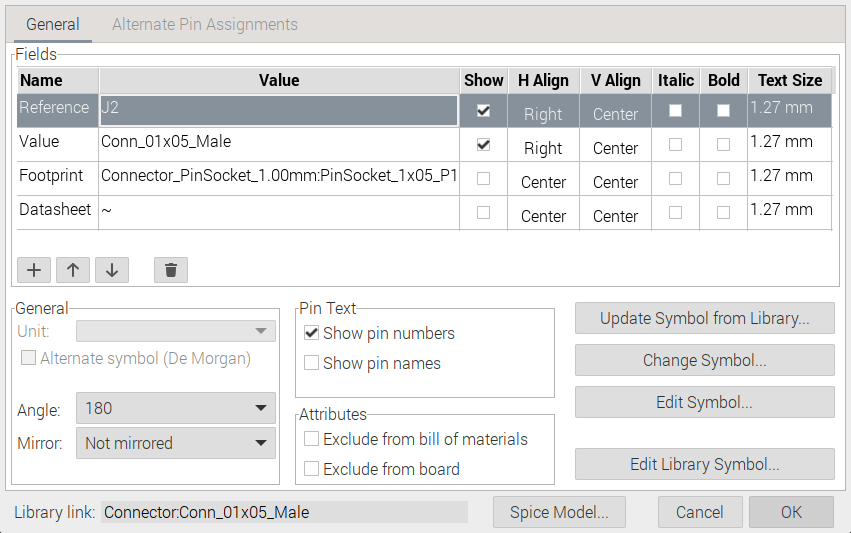 General Alternate Pin Assignments
Fields
Name Value Show H Align V Align Italic Bold Text Size
Reference J2 Right Center 1.27 mm
Value Conn_01x05_Male Right Center 1.27 mm
Footprint Connector_PinSocket_1.00mm:PinSocket_1x05_P1 Center Center 1.27 mm
Datasheet ~ Center Center 1.27 mm
General
Unit:
Alternate symbol (De Morgan)
Angle: 180
Mirror: Not mirrored
Pin Text
Show pin numbers
Show pin names
Attributes
Exclude from bill of materials
Exclude from board
Update Symbol from Library...
Change Symbol...
Edit Symbol...
Edit Library Symbol...
Library link: Connector:Conn_01x05_Male Spice Model... Cancel OK